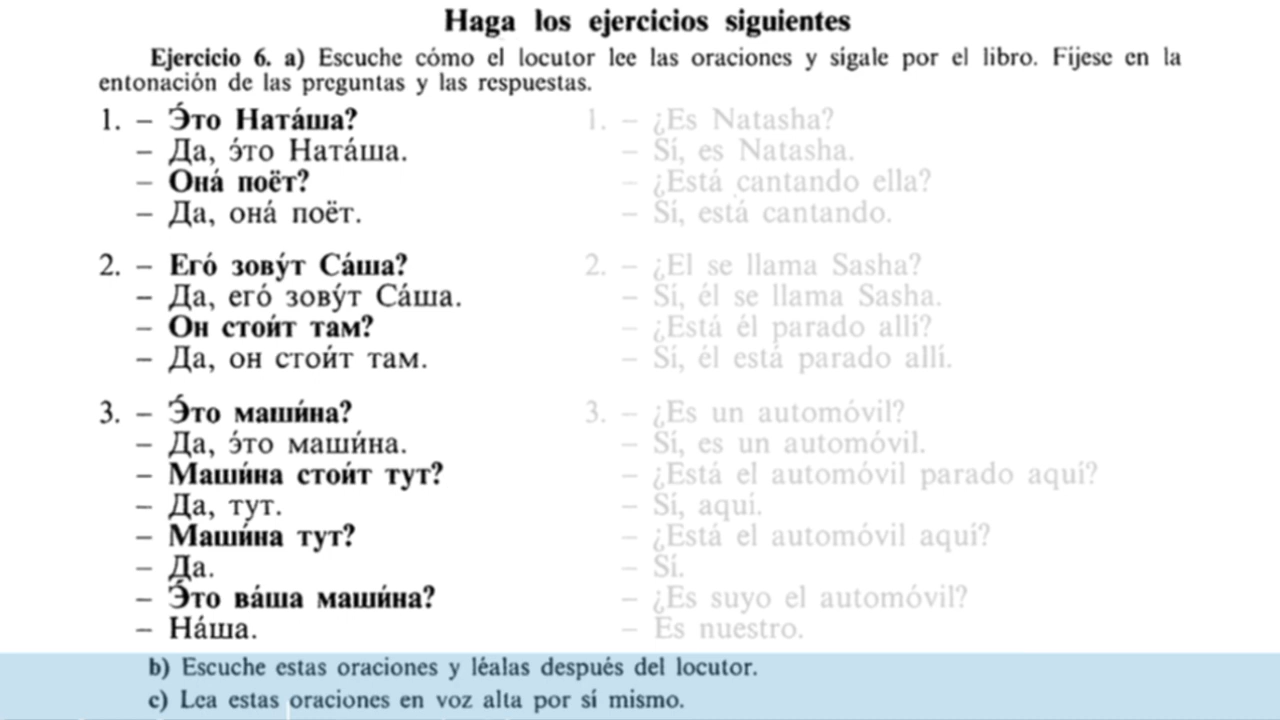 Haga los ejercicios siguientes
Ejercicio 6. a) Escuche cómo el locutor lee las oraciones y sígale por el libro. Fíjese en la
entonación de las preguntas y las respuestas.
1. – Э́то Ната́ша?
– Да, э́то Ната́ша.
– Она́ поёт?
– Да, она́ поёт.
1. – ¿Es Natasha?
– Sí, es Natasha.
– ¿Está cantando ella?
– Sí, está cantando.
2. – Его́ зову́т Са́ша?
– Да, его́ зову́т Са́ша.
– Он стои́т там?
– Да, он стои́т там.
2. – ¿El se llama Sasha?
– Sí, él se llama Sasha.
– ¿Está él parado allí?
– Sí, él está parado allí.
3. – Э́то маши́на?
– Да, э́то маши́на.
– Маши́на стои́т тут?
– Да, тут.
– Маши́на тут?
– Да.
– Э́то ва́ша маши́на?
– На́ша.
3. – ¿Es un automóvil?
– Sí, es un automóvil.
– ¿Está el automóvil parado aquí?
– Sí, aquí.
– ¿Está el automóvil aquí?
– Sí.
– ¿Es suyo el automóvil?
– Es nuestro.
b) Escuche estas oraciones y léalas después del locutor.
c) Lea estas oraciones en voz alta por sí mismo.